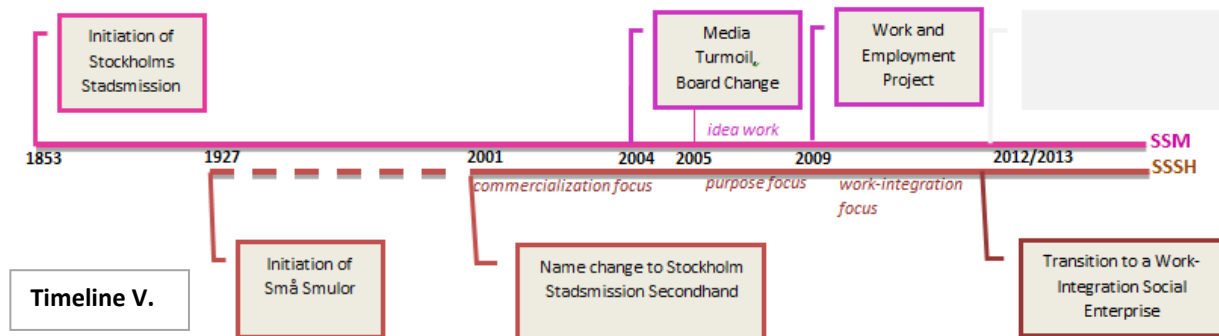 Initiation of
Stockholms
Stadsmission
Media
Turmoil,
Board Change
Work and
Employment
Project
idea work
SSM
1853
1927
2001
2004
2005
2009
2012/2013
SSSH
commercialization focus
purpose focus
work-integration
focus
Initiation of
Små Smulor
Name change to Stockholm
Stadsmission Secondhand
Transition to a Work-
Integration Social
Enterprise
Timeline V.